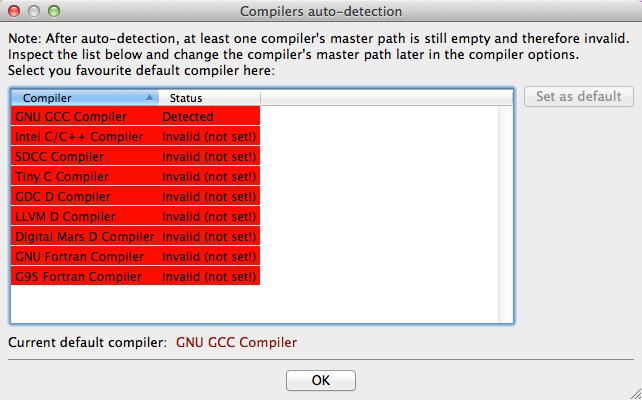 Compilers auto-detection
Note: After auto-detection, at least one compiler's master path is still empty and therefore invalid.
Inspect the list below and change the compiler's master path later in the compiler options.
Select you favourite default compiler here:
Compiler Status
Set as default
GNU GCC Compiler Detected
Intel C/C++ Compiler Invalid (not set!)
SDCC Compiler Invalid (not set!)
Tiny C Compiler Invalid (not set!)
GDC D Compiler Invalid (not set!)
LLVM D Compiler Invalid (not set!)
Digital Mars D Compiler Invalid (not set!)
GNU Fortran Compiler Invalid (not set!)
G95 Fortran Compiler Invalid (not set!)
Current default compiler: GNU GCC Compiler
OK